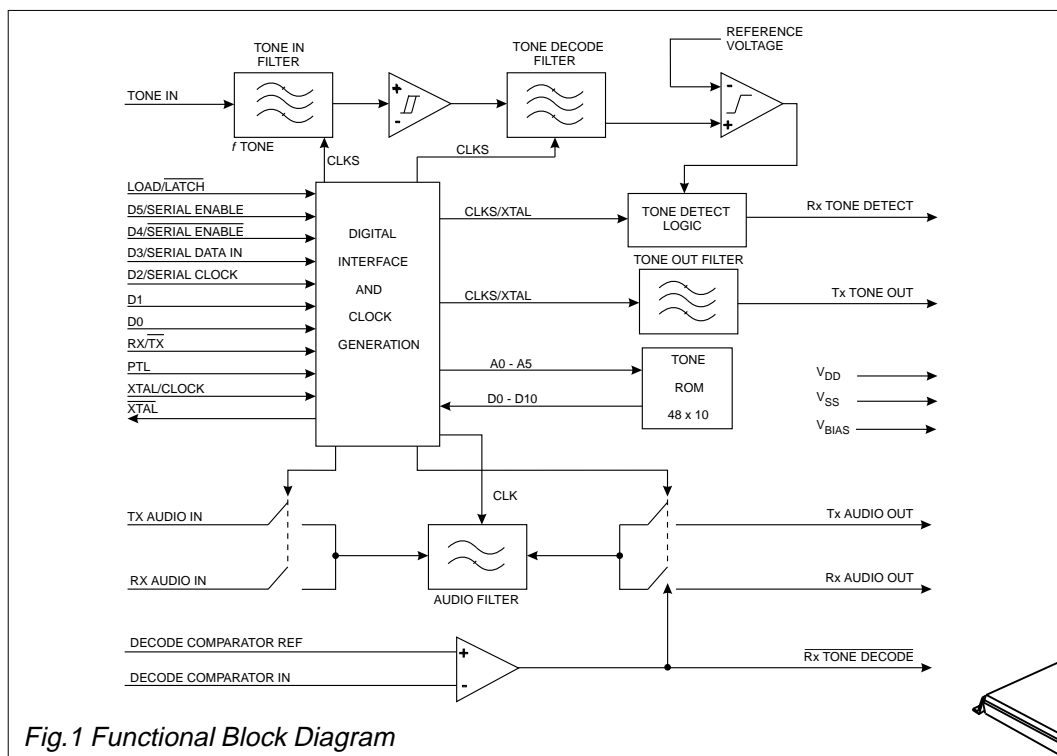 TONE IN
FILTER
TONE DECODE
FILTER
REFERENCE
VOLTAGE
-
+
-
+
TONE IN
f TONE
CLKS
CLKS
LOAD/LATCH
D5/SERIAL ENABLE
D4/SERIAL ENABLE
D3/SERIAL DATA IN
D2/SERIAL CLOCK
D1
D0
RX/TX
PTL
XTAL/CLOCK
XTAL
DIGITAL
INTERFACE
AND
CLOCK
GENERATION
CLKS/XTAL
TONE DETECT
LOGIC
Rx TONE DETECT
TONE OUT FILTER
CLKS/XTAL
Tx TONE OUT
A0 - A5
D0 - D10
TONE
ROM
48 x 10
VDD
VSS
VBIAS
CLK
TX AUDIO IN
Tx AUDIO OUT
RX AUDIO IN
Rx AUDIO OUT
AUDIO FILTER
DECODE COMPARATOR REF
+
Rx TONE DECODE
-
DECODE COMPARATOR IN
Fig.1 Functional Block Diagram